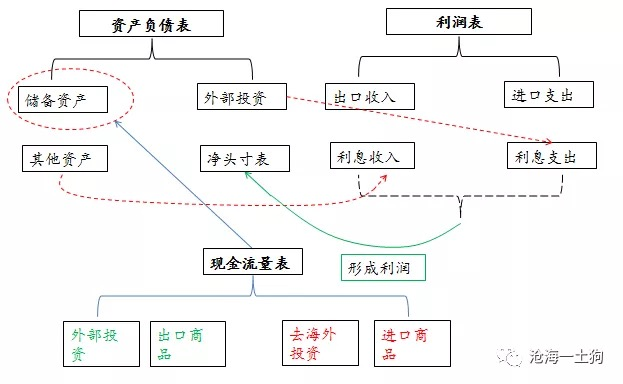 资产负债表
利润表
储备资产
外部投资
出口收入
进口支出
其他资产
净头寸表
利息收入
利息支出
现金流量表
形成利润
外部投
资
出口商
品
去海外
投资
进口商
品
沧海一土狗